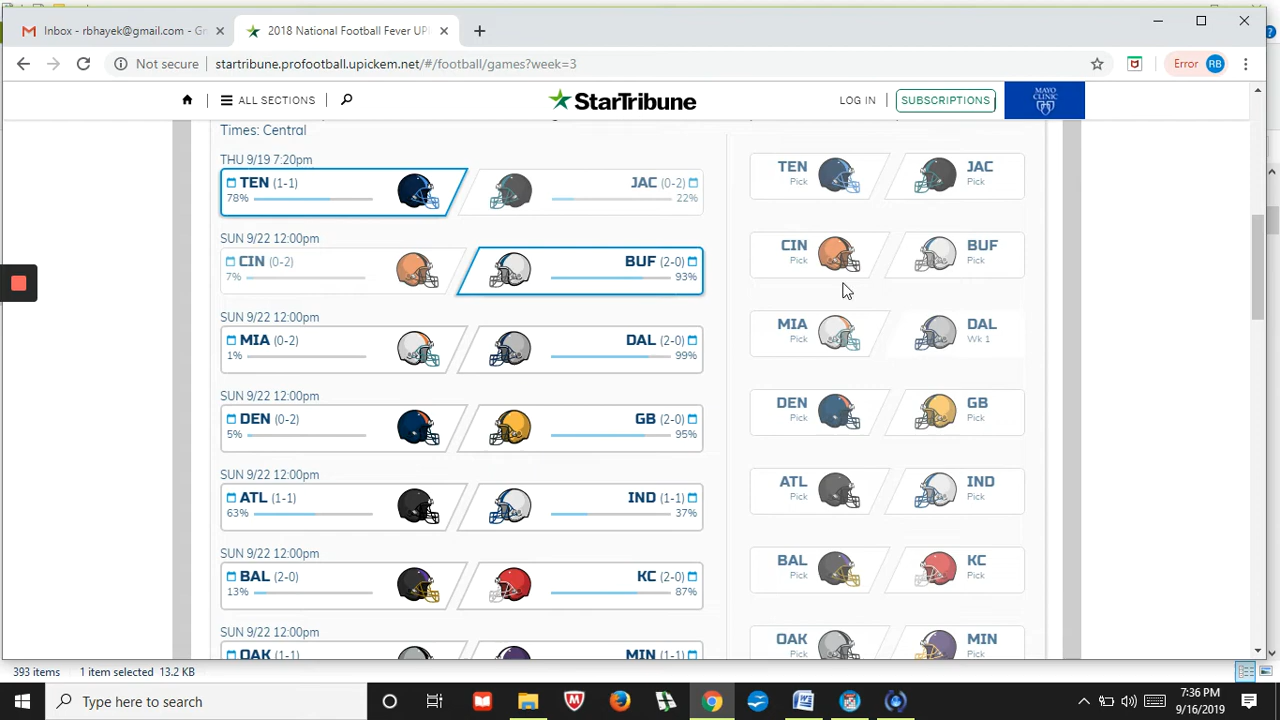 Inbox - rbhayek@gmail.com - Gr
2018 National Football Fever UPI
Not secure
startribune.profootball.upickem.net/#/football/games?week=3
Error RB
ALL SECTIONS
StarTribune
LOG IN
SUBSCRIPTIONS
MAYO
CLINIC
Times: Central
THU 9/19 7:20pm
TEN (1-1)
78%
JAC (0-2)
22%
TEN
Pick
JAC
Pick
SUN 9/22 12:00pm
CIN (0-2)
7%
BUF (2-0)
93%
CIN
Pick
BUF
Pick
SUN 9/22 12:00pm
MIA (0-2)
1%
DAL (2-0)
99%
MIA
Pick
DAL
Wk 1
SUN 9/22 12:00pm
DEN (0-2)
5%
GB (2-0)
95%
DEN
Pick
GB
Pick
SUN 9/22 12:00pm
ATL (1-1)
63%
IND (1-1)
37%
ATL
Pick
IND
Pick
SUN 9/22 12:00pm
BAL (2-0)
13%
KC (2-0)
87%
BAL
Pick
KC
Pick
SUN 9/22 12:00pm
OAK (1-1)
MIN (1-1)
OAK
Pick
MIN
Pick
393 items
1 item selected 13.2 KB
Type here to search
7:36 PM
9/16/2019